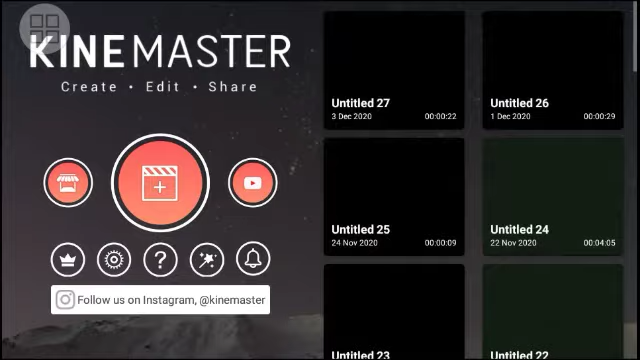 KINEMASTER
Create • Edit • Share
Follow us on Instagram, @kinemaster
Untitled 27
3 Dec 2020 00:00:22
Untitled 26
1 Dec 2020 00:00:29
Untitled 25
24 Nov 2020 00:00:09
Untitled 24
22 Nov 2020 00:04:05
Untitled 23
Untitled 22